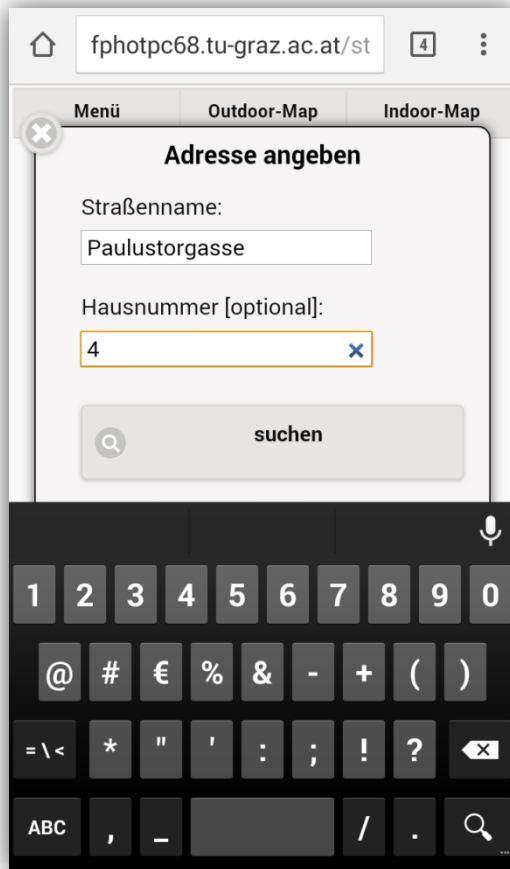 fphotpc68.tu-graz.ac.at/st 4
Menü Outdoor-Map Indoor-Map
Adresse angeben
Straßenname:
Paulustorgasse
Hausnummer [optional]:
4
suchen
1 2 3 4 5 6 7 8 9 0
@ # € % & - + ( )
= \ < * " ' : ; ! ?
ABC , _ / .